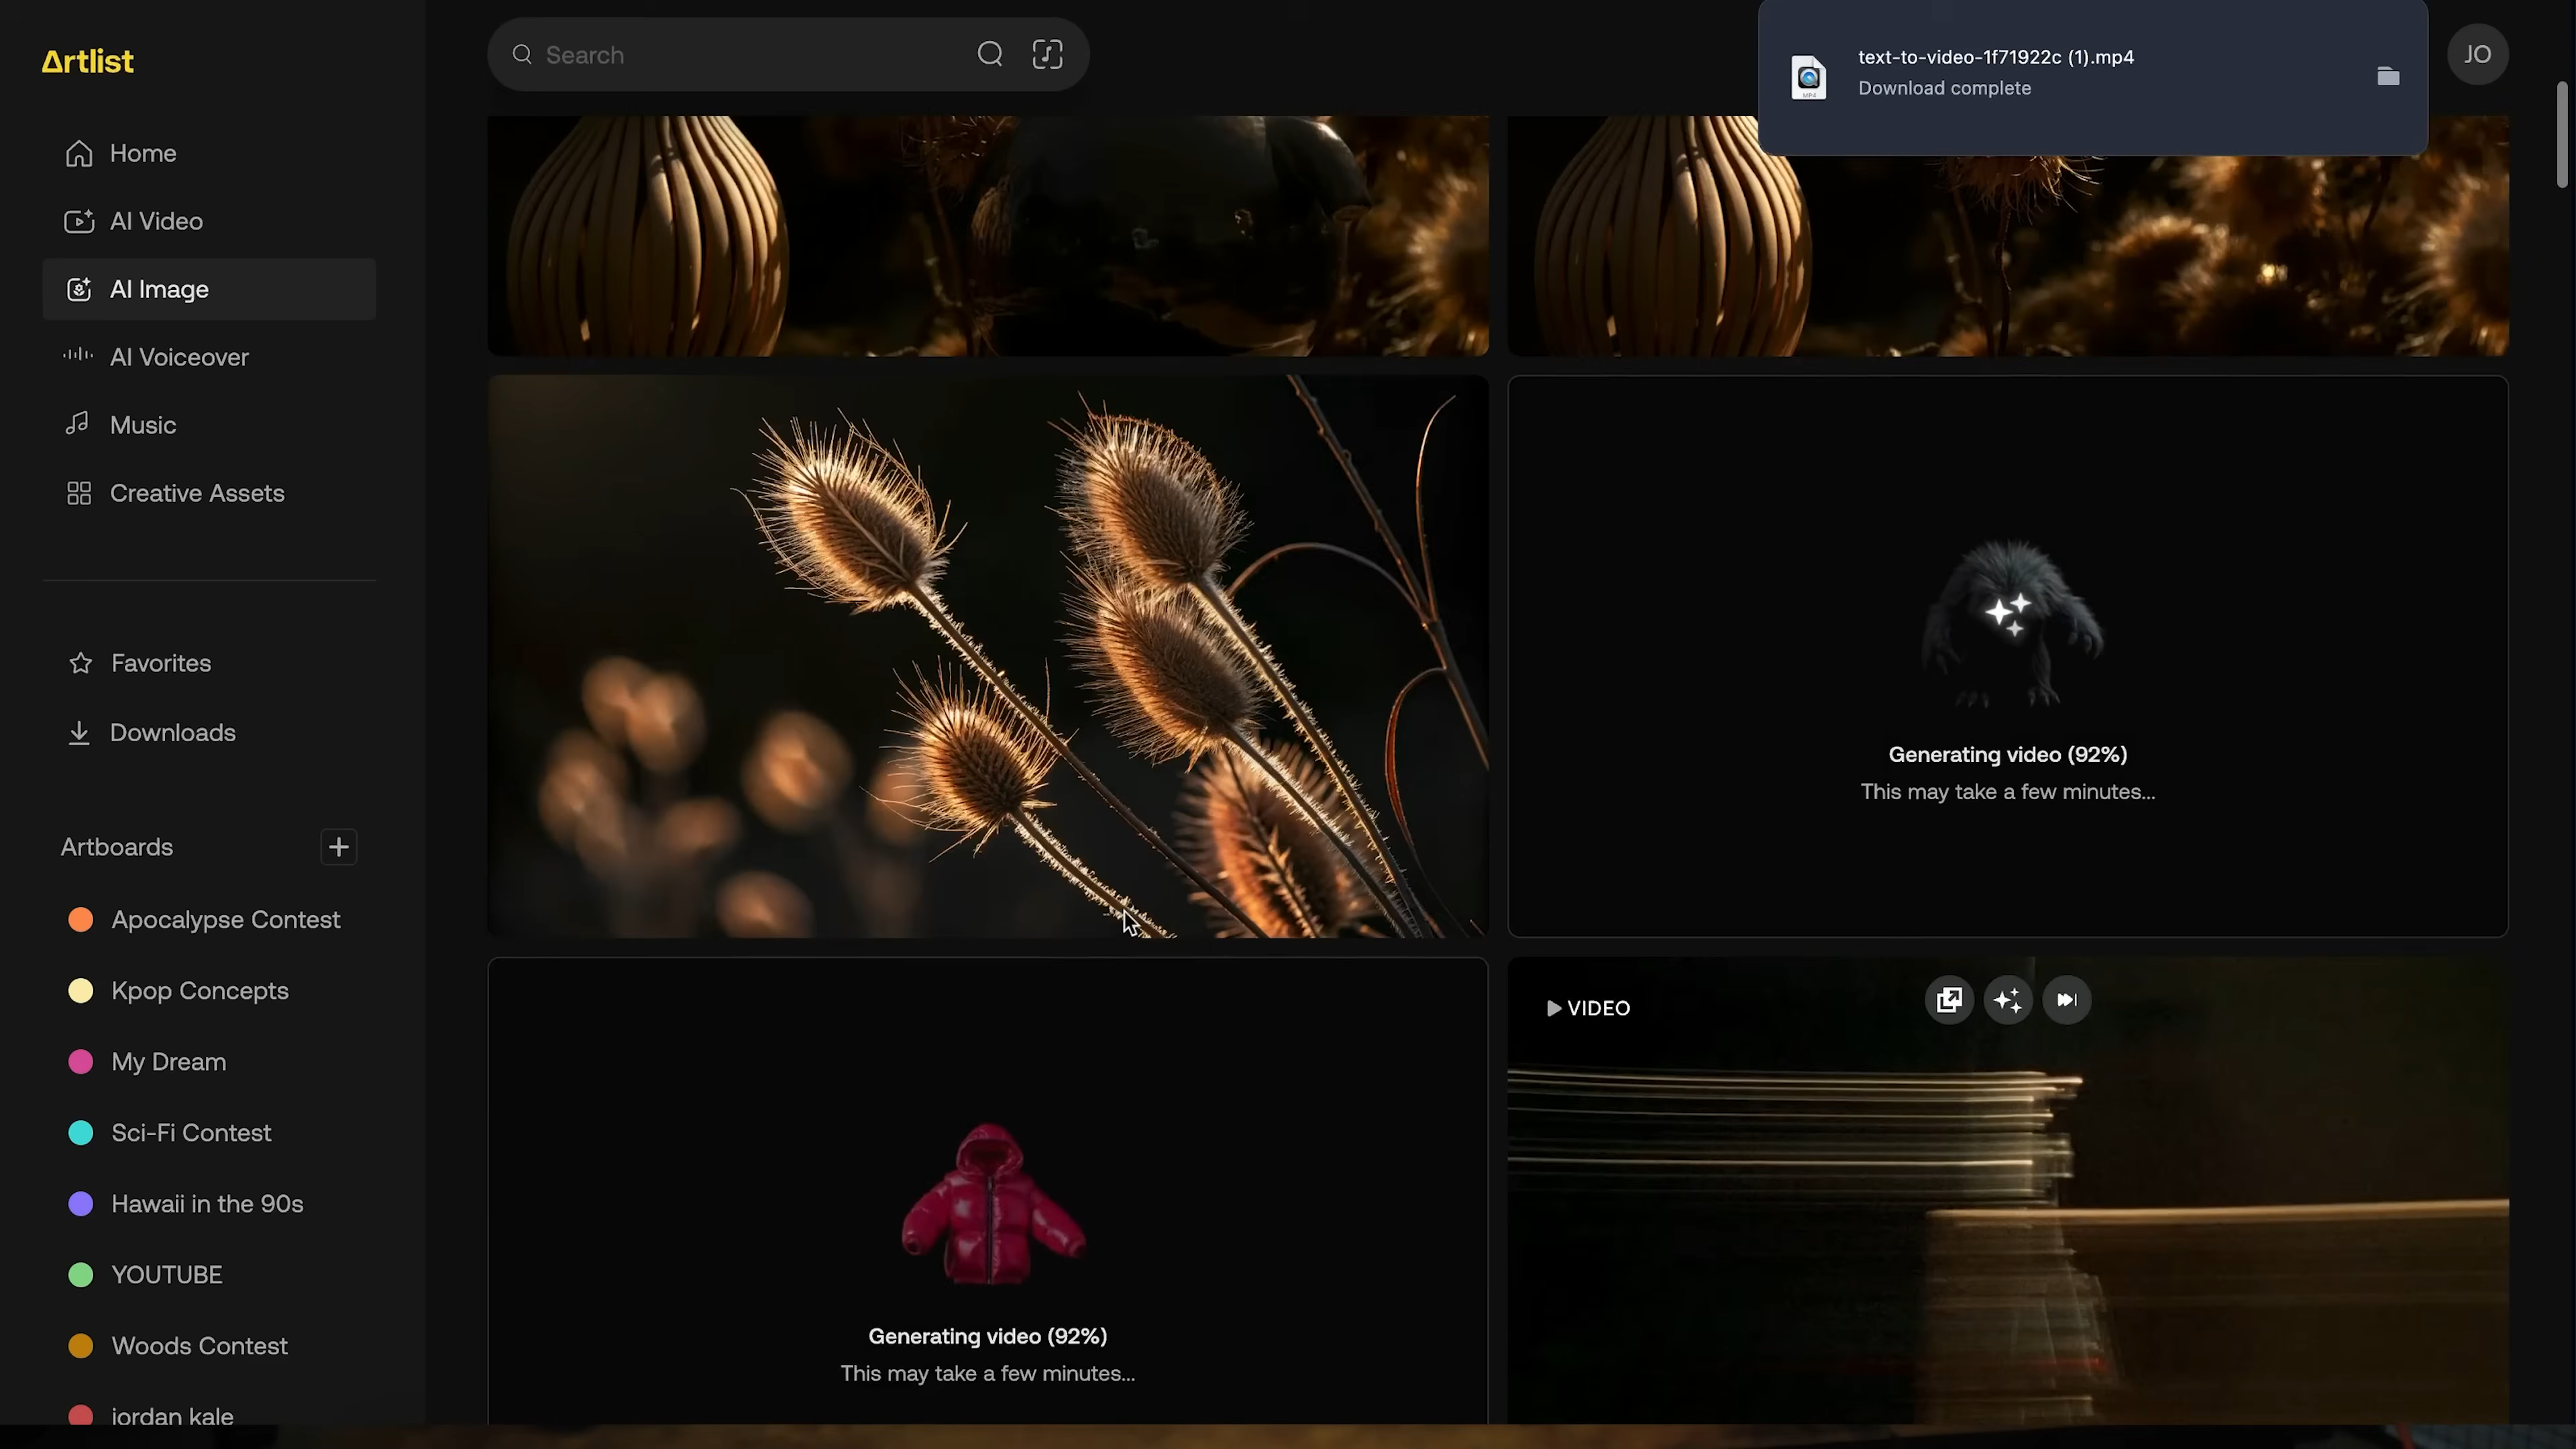 Artlist
Search
text-to-video-1f71922c (1).mp4
Download complete
MP4
JO
Home
AI Video
AI Image
AI Voiceover
Music
Creative Assets
Favorites
Downloads
Artboards
Apocalypse Contest
Kpop Concepts
My Dream
Sci-Fi Contest
Hawaii in the 90s
YOUTUBE
Woods Contest
jordan kale
Generating video (92%)
This may take a few minutes...
VIDEO
Generating video (92%)
This may take a few minutes...